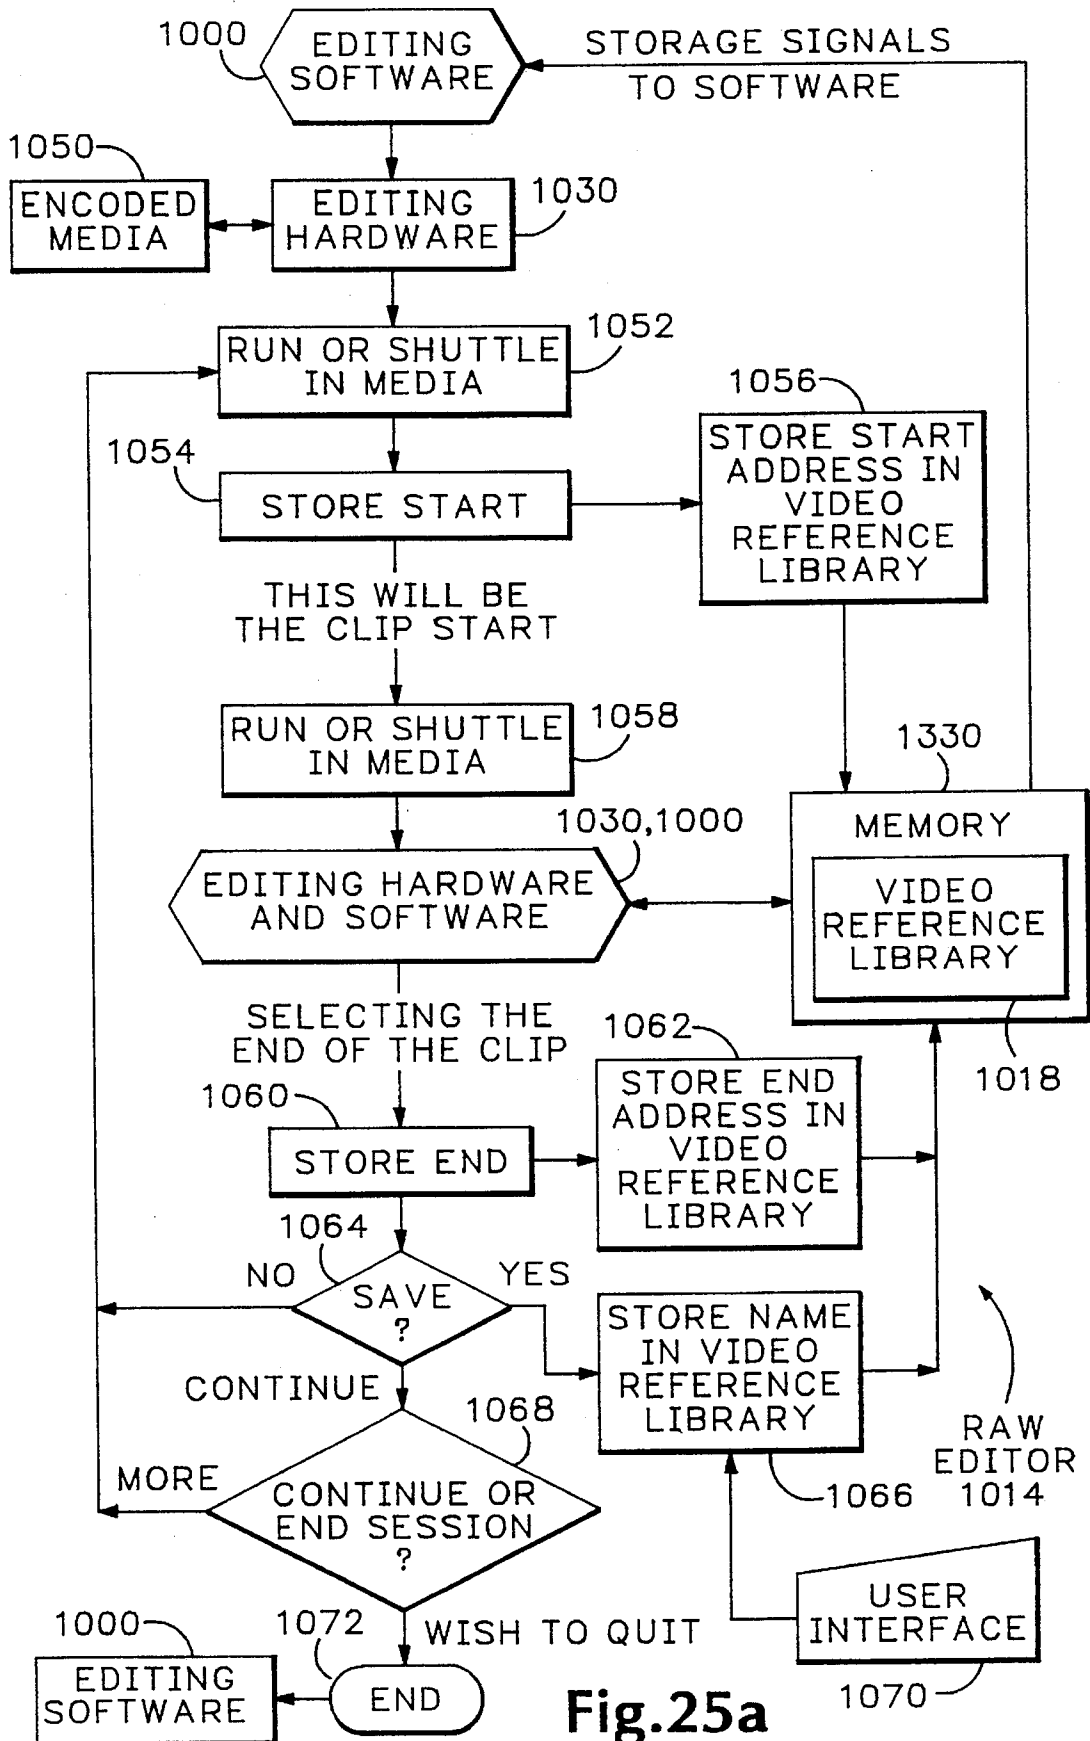 1000
EDITING
SOFTWARE
STORAGE SIGNALS
TO SOFTWARE
1050
ENCODED
MEDIA
EDITING
HARDWARE
1030
RUN OR SHUTTLE
IN MEDIA
1052
1056
STORE START
ADDRESS IN
VIDEO
REFERENCE
LIBRARY
1054
STORE START
THIS WILL BE
THE CLIP START
RUN OR SHUTTLE
IN MEDIA
1058
1330
MEMORY
VIDEO
REFERENCE
LIBRARY
1018
1030,1000
EDITING HARDWARE
AND SOFTWARE
SELECTING THE
END OF THE CLIP
1062
STORE END
ADDRESS IN
VIDEO
REFERENCE
LIBRARY
1060
STORE END
1064
NO
SAVE
?
YES
STORE NAME
IN VIDEO
REFERENCE
LIBRARY
1066
CONTINUE
1068
MORE
CONTINUE OR
END SESSION
?
RAW
EDITOR
1014
USER
INTERFACE
1070
WISH TO QUIT
1072
END
1000
EDITING
SOFTWARE
Fig.25a